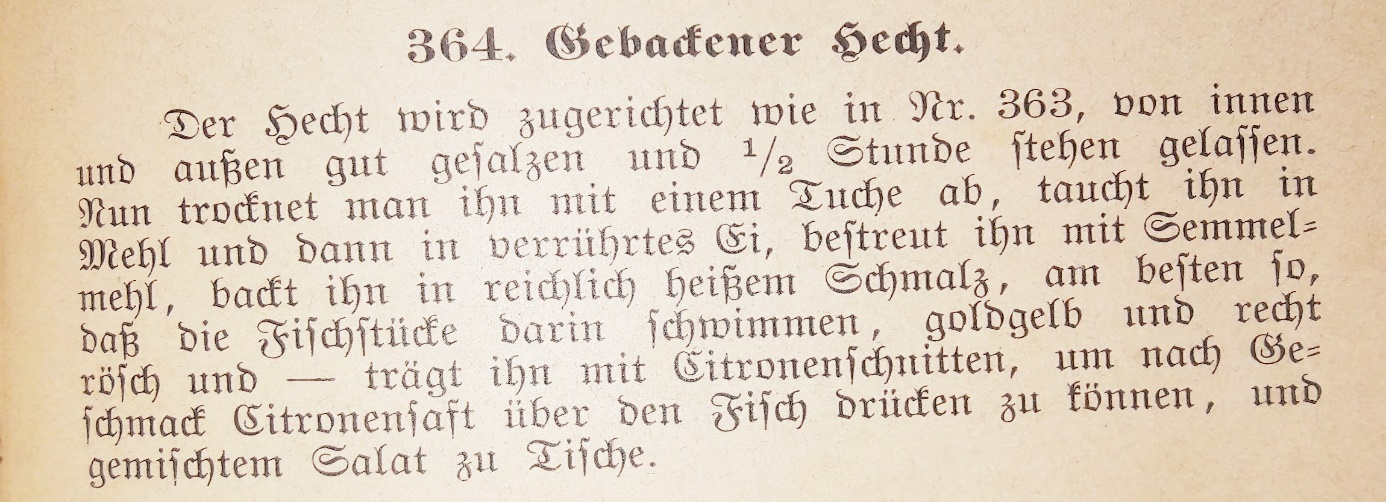 364. Gebackener Hecht.
Der Hecht wird zugerichtet wie in Nr. 363, von innen
und außen gut gesalzen und 1/2 Stunde stehen gelassen.
Nun trocknet man ihn mit einem Tuche ab, taucht ihn in
Mehl und dann in verrührtes Ei, bestreut ihn mit Semmel-
mehl, backt ihn in reichlich heißem Schmalz, am besten so,
daß die Fischstücke darin schwimmen, goldgelb und recht
rösch und — trägt ihn mit Citronenschnitten, um nach Ge-
schmack Citronensaft über den Fisch drücken zu können, und
gemischtem Salat zu Tische.